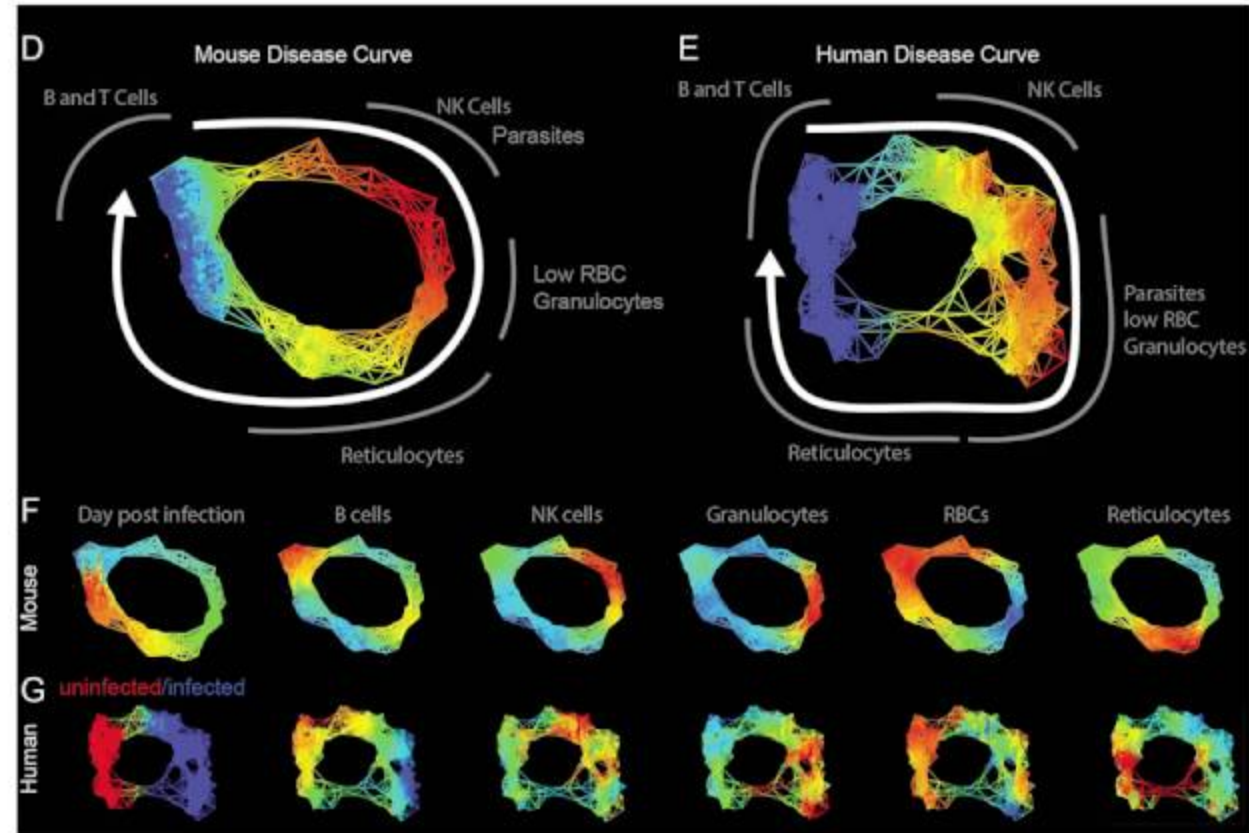 D
Mouse Disease Curve
B and T Cells
NK Cells
Parasites
Low RBC
Granulocytes
Reticulocytes
E
Human Disease Curve
B and T Cells
NK Cells
Parasites
low RBC
Granulocytes
Reticulocytes
F
Day post infection
B cells
NK cells
Granulocytes
RBCs
Reticulocytes
Mouse
G
uninfected/infected
Human